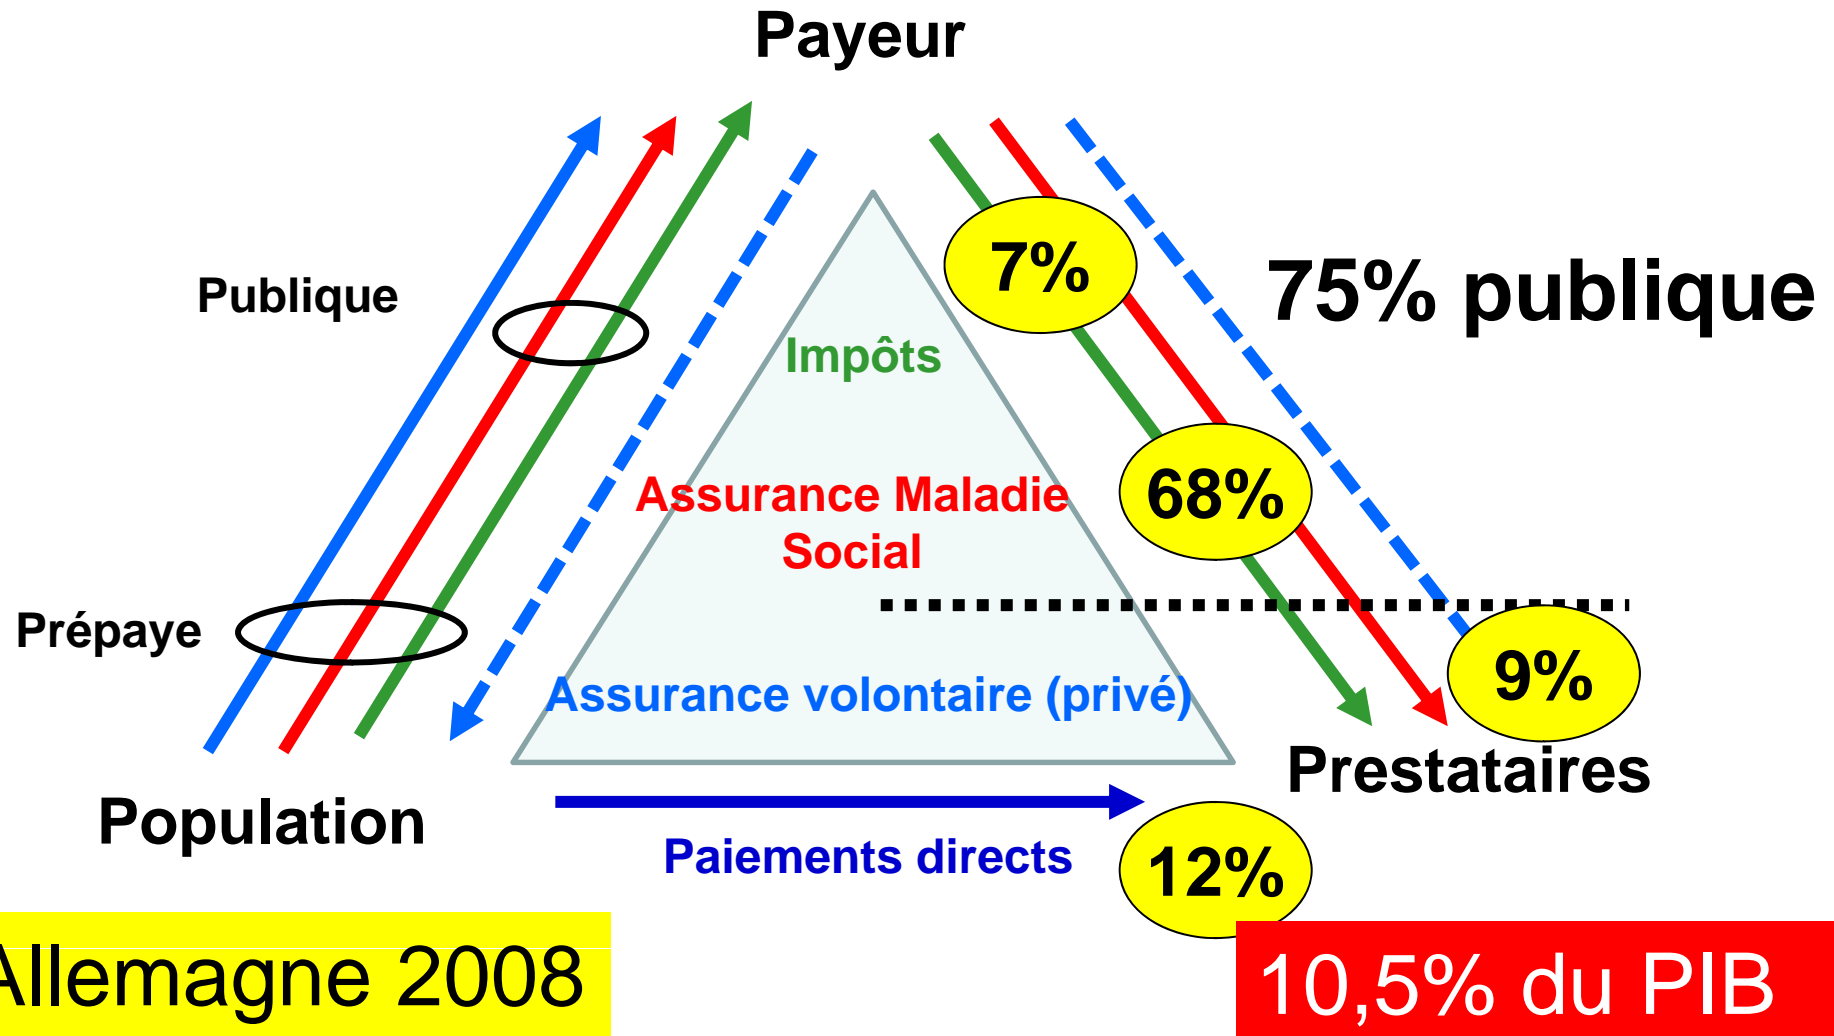 Payeur
Publique
7%
75% publique
Impôts
Assurance Maladie
Social
68%
Prépaye
Assurance volontaire (privé)
9%
Prestataires
Population
Paiements directs
12%
Allemagne 2008
10,5% du PIB